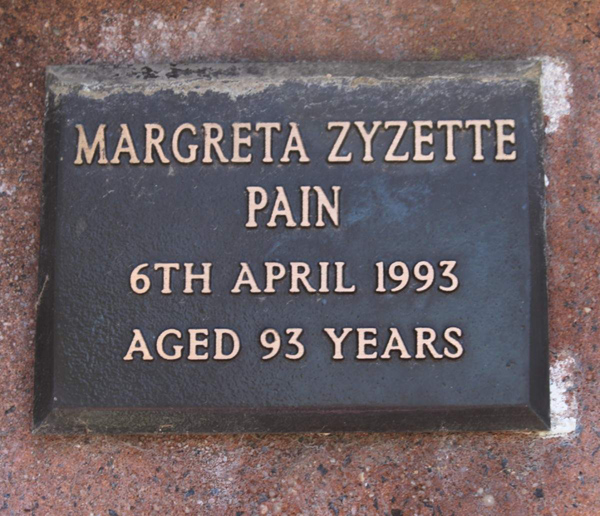 MARGRETA ZYZETTE
PAIN
6TH APRIL 1993
AGED 93 YEARS